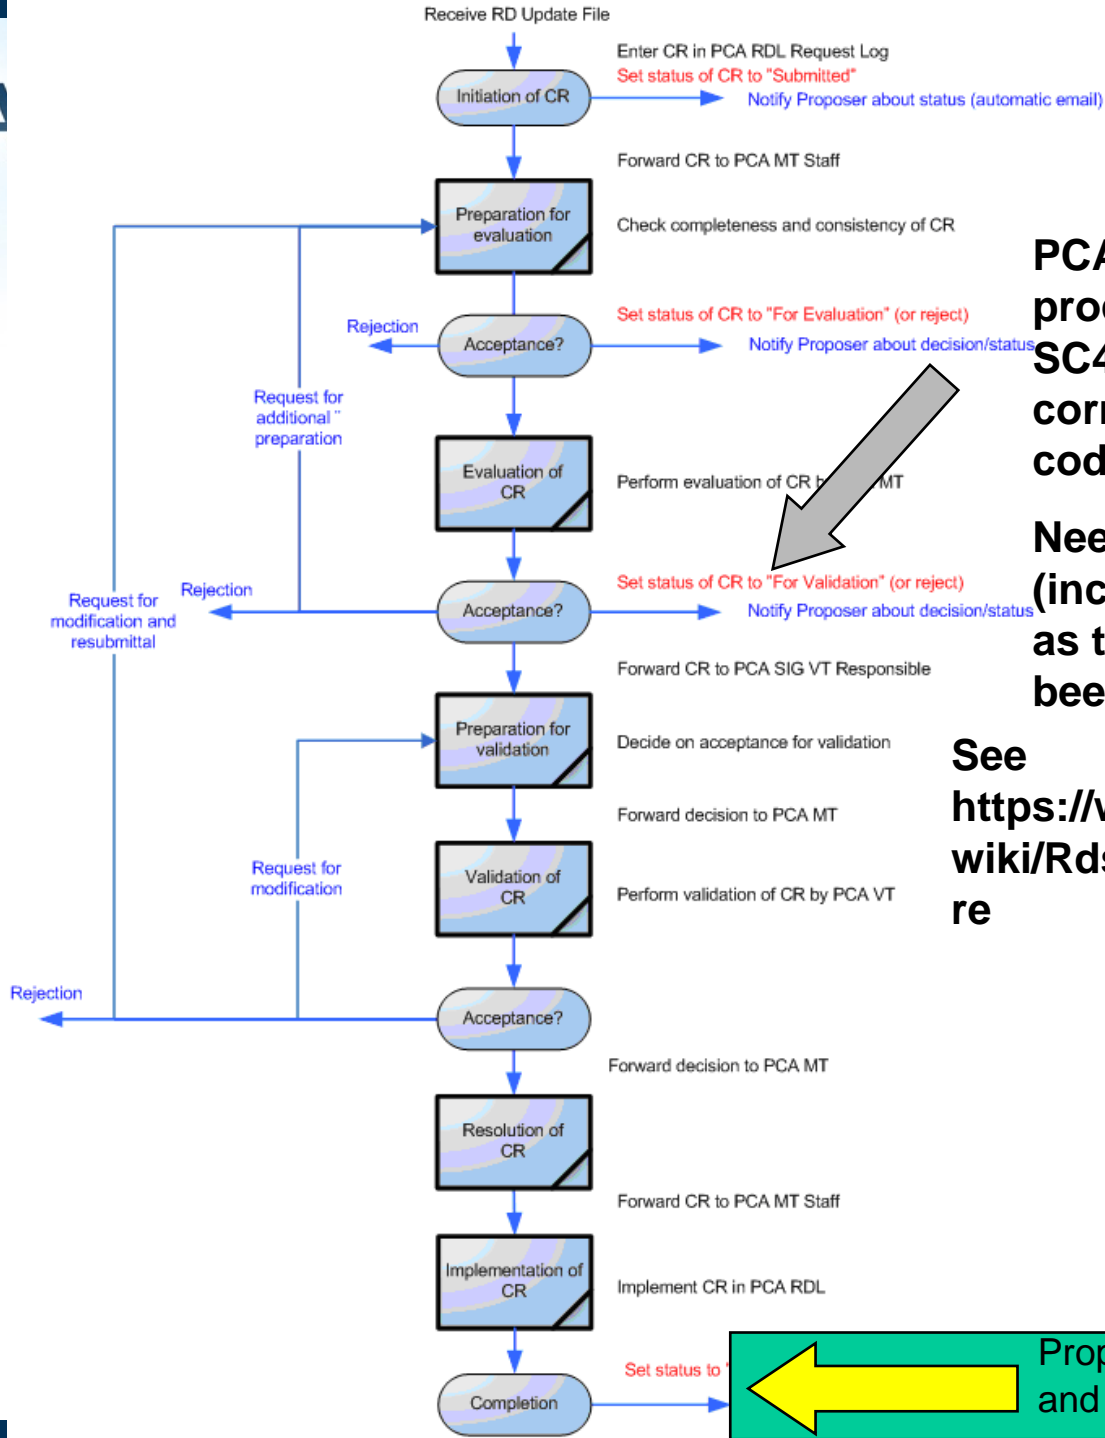 Receive RD Update File
Enter CR in PCA RDL Request Log
Set status of CR to "Submitted"
Initiation of CR
Notify Proposer about status (automatic email)
Forward CR to PCA MT Staff
Preparation for
evaluation
Check completeness and consistency of CR
Set status of CR to "For Evaluation" (or reject)
Rejection
Acceptance?
Notify Proposer about decision/status
Request for
additional ¨
preparation
Evaluation of
CR
Perform evaluation of CR MT
Set status of CR to "For Validation" (or reject)
Rejection
Acceptance?
Notify Proposer about decision/status
Request for
modification and
resubmittal
Forward CR to PCA SIG VT Responsible
Preparation for
validation
Decide on acceptance for validation
Forward decision to PCA MT
Request for
modification
Validation of
CR
Perform validation of CR by PCA VT
Rejection
Acceptance?
Forward decision to PCA MT
Resolution of
CR
Forward CR to PCA MT Staff
Implementation of
CR
Implement CR in PCA RDL
Set status to "
Completion
PCA
SC4
See
https://
re
and